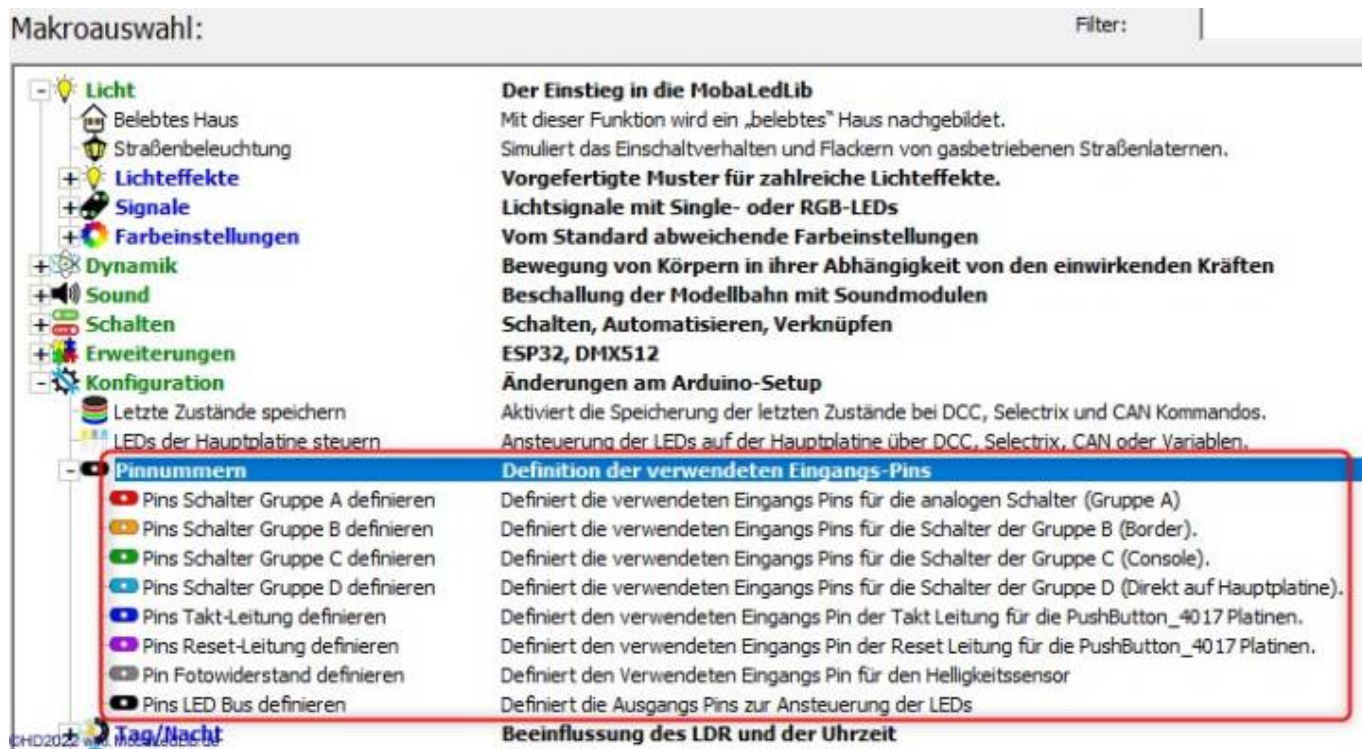 Makroauswahl: Filter:
Licht Der Einstieg in die MobaLedLib
Belebtes Haus Mit dieser Funktion wird ein „belebtes" Haus nachgebildet.
Straßenbeleuchtung Simuliert das Einschaltverhalten und Flackern von gasbetriebenen Straßenlaternen.
Lichteffekte Vorgefertigte Muster für zahlreiche Lichteffekte.
Signale Lichtsignale mit Single- oder RGB-LEDs
Farbeinstellungen Vom Standard abweichende Farbeinstellungen
Dynamik Bewegung von Körpern in ihrer Abhängigkeit von den einwirkenden Kräften
Sound Beschallung der Modellbahn mit Soundmodulen
Schalten Schalten, Automatisieren, Verknüpfen
Erweiterungen ESP32, DMX512
Konfiguration Änderungen am Arduino-Setup
Letzte Zustände speichern Aktiviert die Speicherung der letzten Zustände bei DCC, Selectrix und CAN Kommandos.
LEDs der Hauptplatine steuern Ansteuerung der LEDs auf der Hauptplatine über DCC, Selectrix, CAN oder Variablen.
Pinnummern Definition der verwendeten Eingangs-Pins
Pins Schalter Gruppe A definieren Definiert die verwendeten Eingangs Pins für die analogen Schalter (Gruppe A)
Pins Schalter Gruppe B definieren Definiert die verwendeten Eingangs Pins für die Schalter der Gruppe B (Border).
Pins Schalter Gruppe C definieren Definiert die verwendeten Eingangs Pins für die Schalter der Gruppe C (Console).
Pins Schalter Gruppe D definieren Definiert die verwendeten Eingangs Pins für die Schalter der Gruppe D (Direkt auf Hauptplatine).
Pins Takt-Leitung definieren Definiert den verwendeten Eingangs Pin der Takt Leitung für die PushButton_4017 Platinen.
Pins Reset-Leitung definieren Definiert den verwendeten Eingangs Pin der Reset Leitung für die PushButton_4017 Platinen.
Pin Fotowiderstand definieren Definiert den Verwendeten Eingangs Pin für den Helligkeitssensor
Pins LED Bus definieren Definiert die Ausgangs Pins zur Ansteuerung der LEDs
Tag/Nacht Beeinflussung des LDR und der Uhrzeit
©HD2022